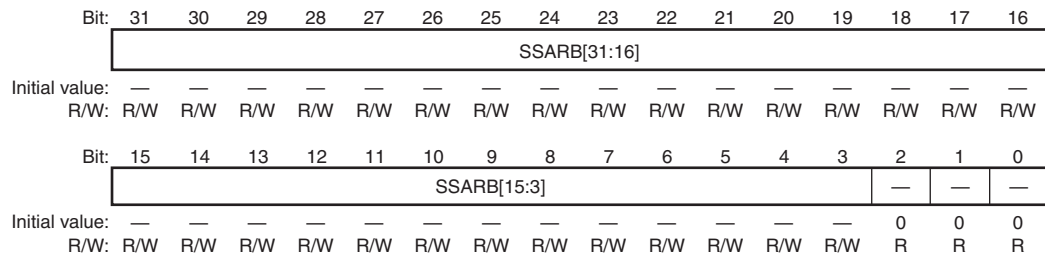 Bit: 31 30 29 28 27 26 25 24 23 22 21 20 19 18 17 16
SSARB[31:16]
Initial value: — — — — — — — — — — — — — — — —
R/W: R/W R/W R/W R/W R/W R/W R/W R/W R/W R/W R/W R/W R/W R/W R/W R/W
Bit: 15 14 13 12 11 10 9 8 7 6 5 4 3 2 1 0
SSARB[15:3] — — —
Initial value: — — — — — — — — — — — — — 0 0 0
R/W: R/W R/W R/W R/W R/W R/W R/W R/W R/W R/W R/W R/W R/W R R R